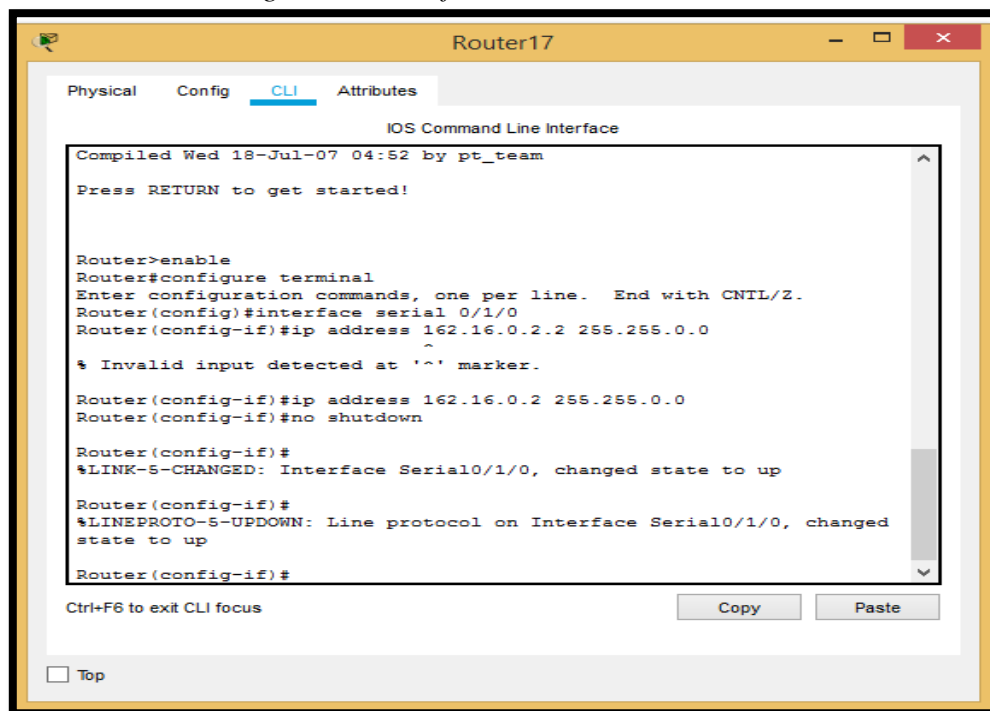 Router17
Physical Config CLI Attributes
IOS Command Line Interface
Compiled Wed 18-Jul-07 04:52 by pt_team
Press RETURN to get started!
Router>enable
Router#configure terminal
Enter configuration commands, one per line.  End with CNTL/Z.
Router(config)#interface serial 0/1/0
Router(config-if)#ip address 162.16.0.2.2 255.255.0.0
^
% Invalid input detected at '^' marker.
Router(config-if)#ip address 162.16.0.2 255.255.0.0
Router(config-if)#no shutdown
Router(config-if)#
%LINK-5-CHANGED: Interface Serial0/1/0, changed state to up
Router(config-if)#
%LINEPROTO-5-UPDOWN: Line protocol on Interface Serial0/1/0, changed
state to up
Router(config-if)#
Ctrl+F6 to exit CLI focus
Copy Paste
Top